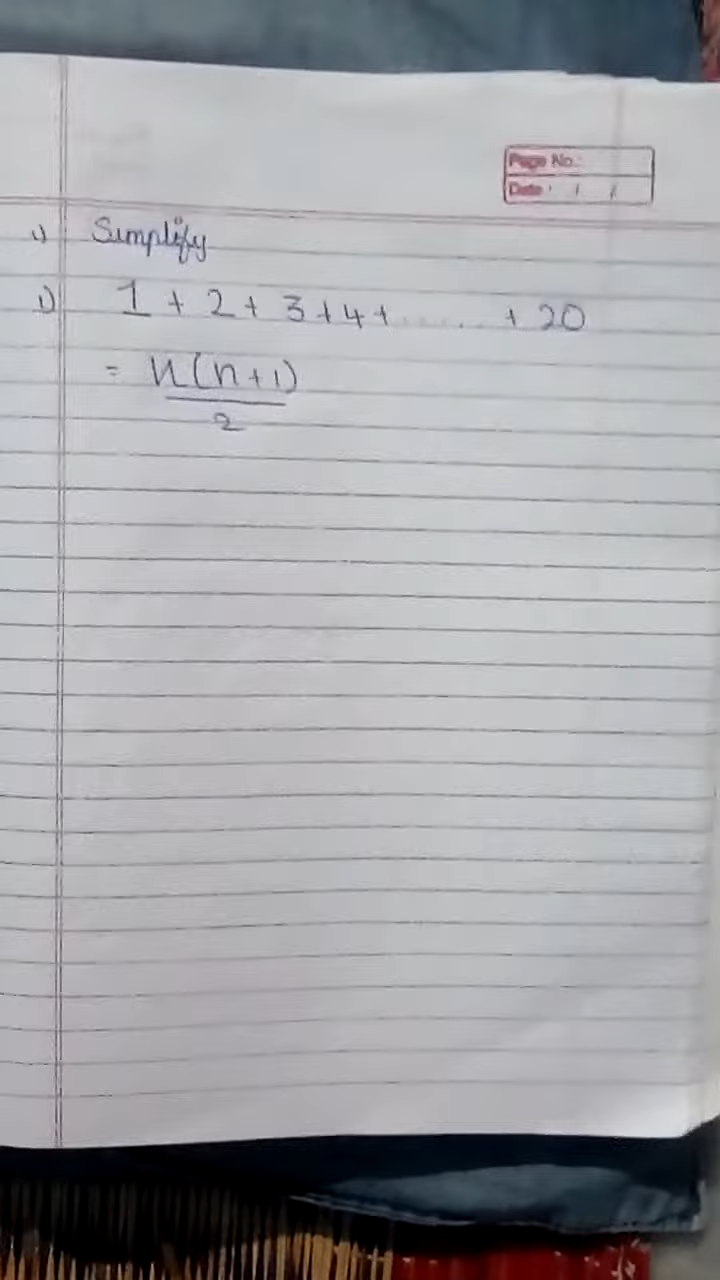 Page No.:
Date : / /
1) Simplify
1) 1 + 2 + 3 + 4 + ...... + 20
= n(n+1)
2